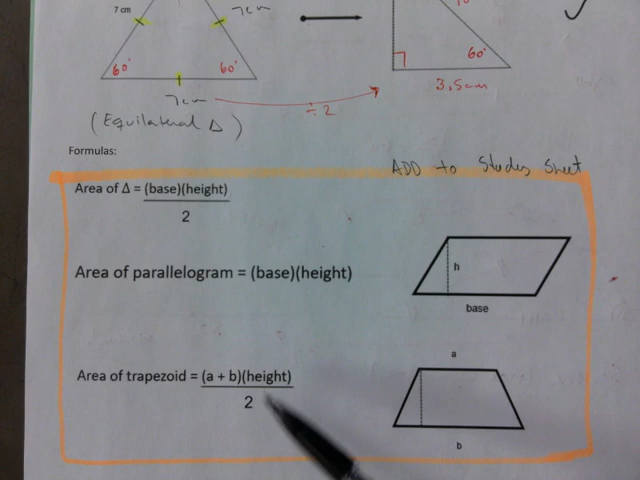 7 cm
7cm
60° 60°
60°
7cm
÷2
3.5cm
(Equilateral Δ)
Formulas:
ADD to Studes Sheet
Area of Δ = (base)(height)
2
Area of parallelogram = (base)(height)
h
base
a
Area of trapezoid = (a + b)(height)
2
b